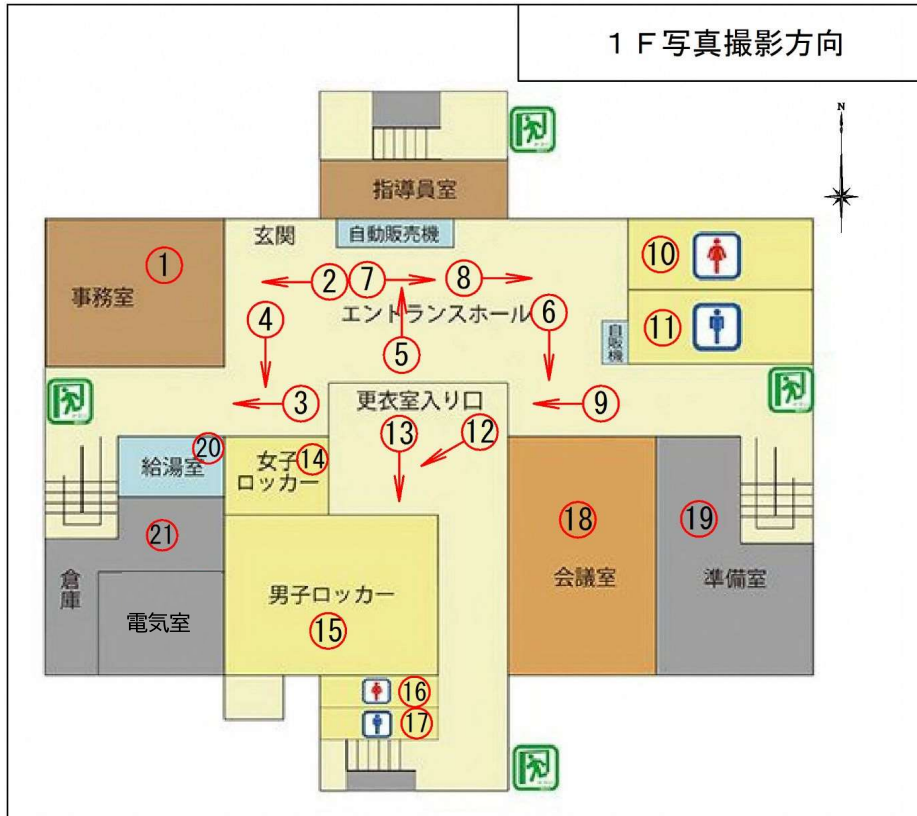 １Ｆ写真撮影方向
N
指導員室
玄関
自動販売機
①
事務室
②
⑦
⑧
⑩
④
エントランスホール
⑥
⑪
自販機
⑤
③
更衣室入り口
⑨
⑬
⑫
⑳
給湯室
女子
ロッカー
⑭
㉑
⑱
⑲
倉庫
会議室
準備室
男子ロッカー
電気室
⑮
⑯
⑰